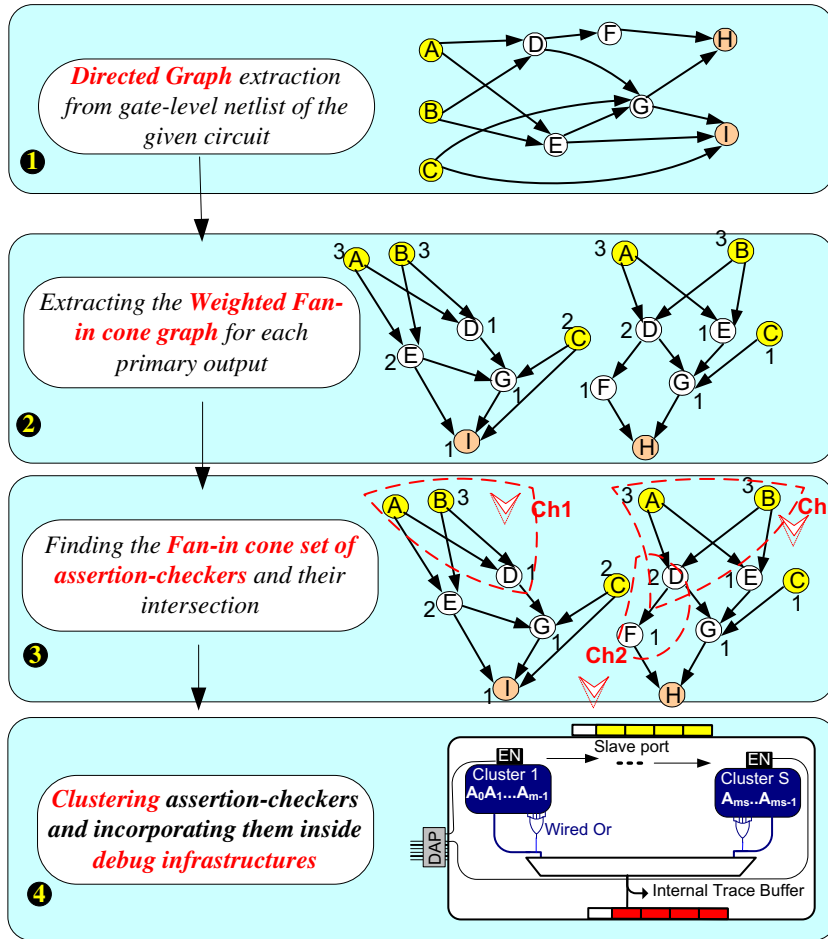 A
B
C
D
E
F
G
H
I
Directed Graph extraction
from gate-level netlist of the
given circuit
1
3 A
B 3
D 1
2 C
E
2
G
1
1 I
3 A
3 B
2 D
1 E
C
1
1 F
G
1
H
Extracting the Weighted Fan-
in cone graph for each
primary output
2
A
B 3
Ch1
D 1
2 C
E
2
G
1
1 I
3 A
B
3
Ch
2 D
1 E
C
1
F 1
G
1
Ch2
H
Finding the Fan-in cone set of
assertion-checkers and their
intersection
3
Clustering assertion-checkers
and incorporating them inside
debug infrastructures
4
Slave port
EN
EN
Cluster 1
A0A1...Am-1
Cluster S
Ams..Ams-1
Wired Or
DAP
Internal Trace Buffer